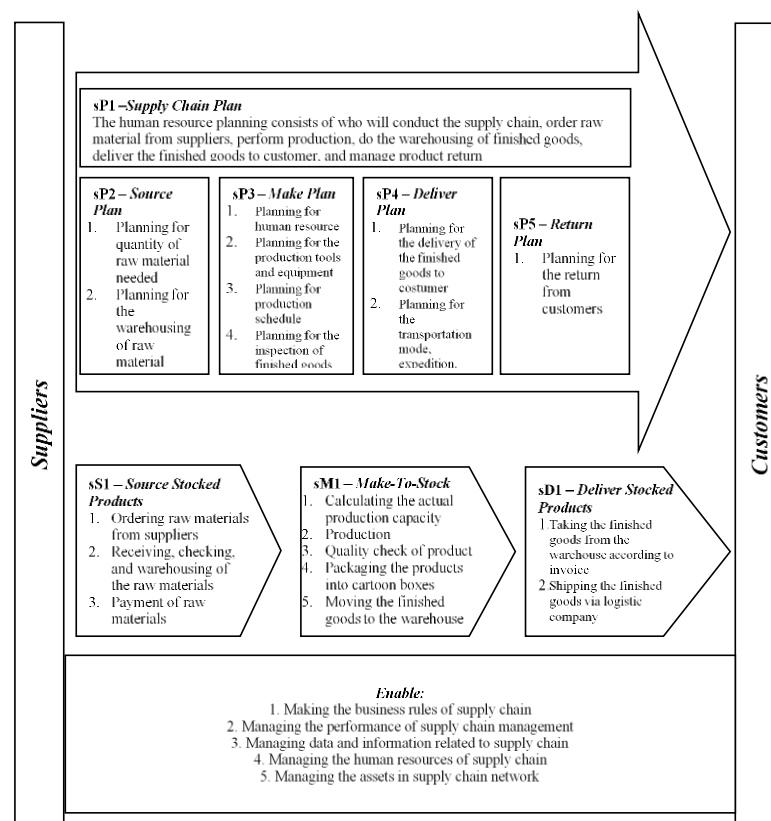 Suppliers
sP1 –Supply Chain Plan
The human resource planning consists of who will conduct the supply chain, order raw
material from suppliers, perform production, do the warehousing of finished goods,
deliver the finished goods to customer, and manage product return
sP2 – Source
Plan
1. Planning for
quantity of
raw material
needed
2. Planning for
the
warehousing
of raw
material
sP3 – Make Plan
1. Planning for
human resource
2. Planning for the
production tools
and equipment
3. Planning for
production
schedule
4. Planning for the
inspection of
finished goods
sP4 – Deliver
Plan
1. Planning for
the delivery of
the finished
goods to
costumer
2. Planning for
the
transportation
mode,
expedition.
sP5 – Return
Plan
1. Planning for
the return
from
customers
sS1 – Source Stocked
Products
1. Ordering raw materials
from suppliers
2. Receiving, checking,
and warehousing of
the raw materials
3. Payment of raw
materials
sM1 – Make-To-Stock
1. Calculating the actual
production capacity
2. Production
3. Quality check of product
4. Packaging the products
into cartoon boxes
5. Moving the finished
goods to the warehouse
sD1 – Deliver Stocked
Products
1.Taking the finished
goods from the
warehouse according to
invoice
2.Shipping the finished
goods via logistic
company
Enable:
1. Making the business rules of supply chain
2. Managing the performance of supply chain management
3. Managing data and information related to supply chain
4. Managing the human resources of supply chain
5. Managing the assets in supply chain network
Customers